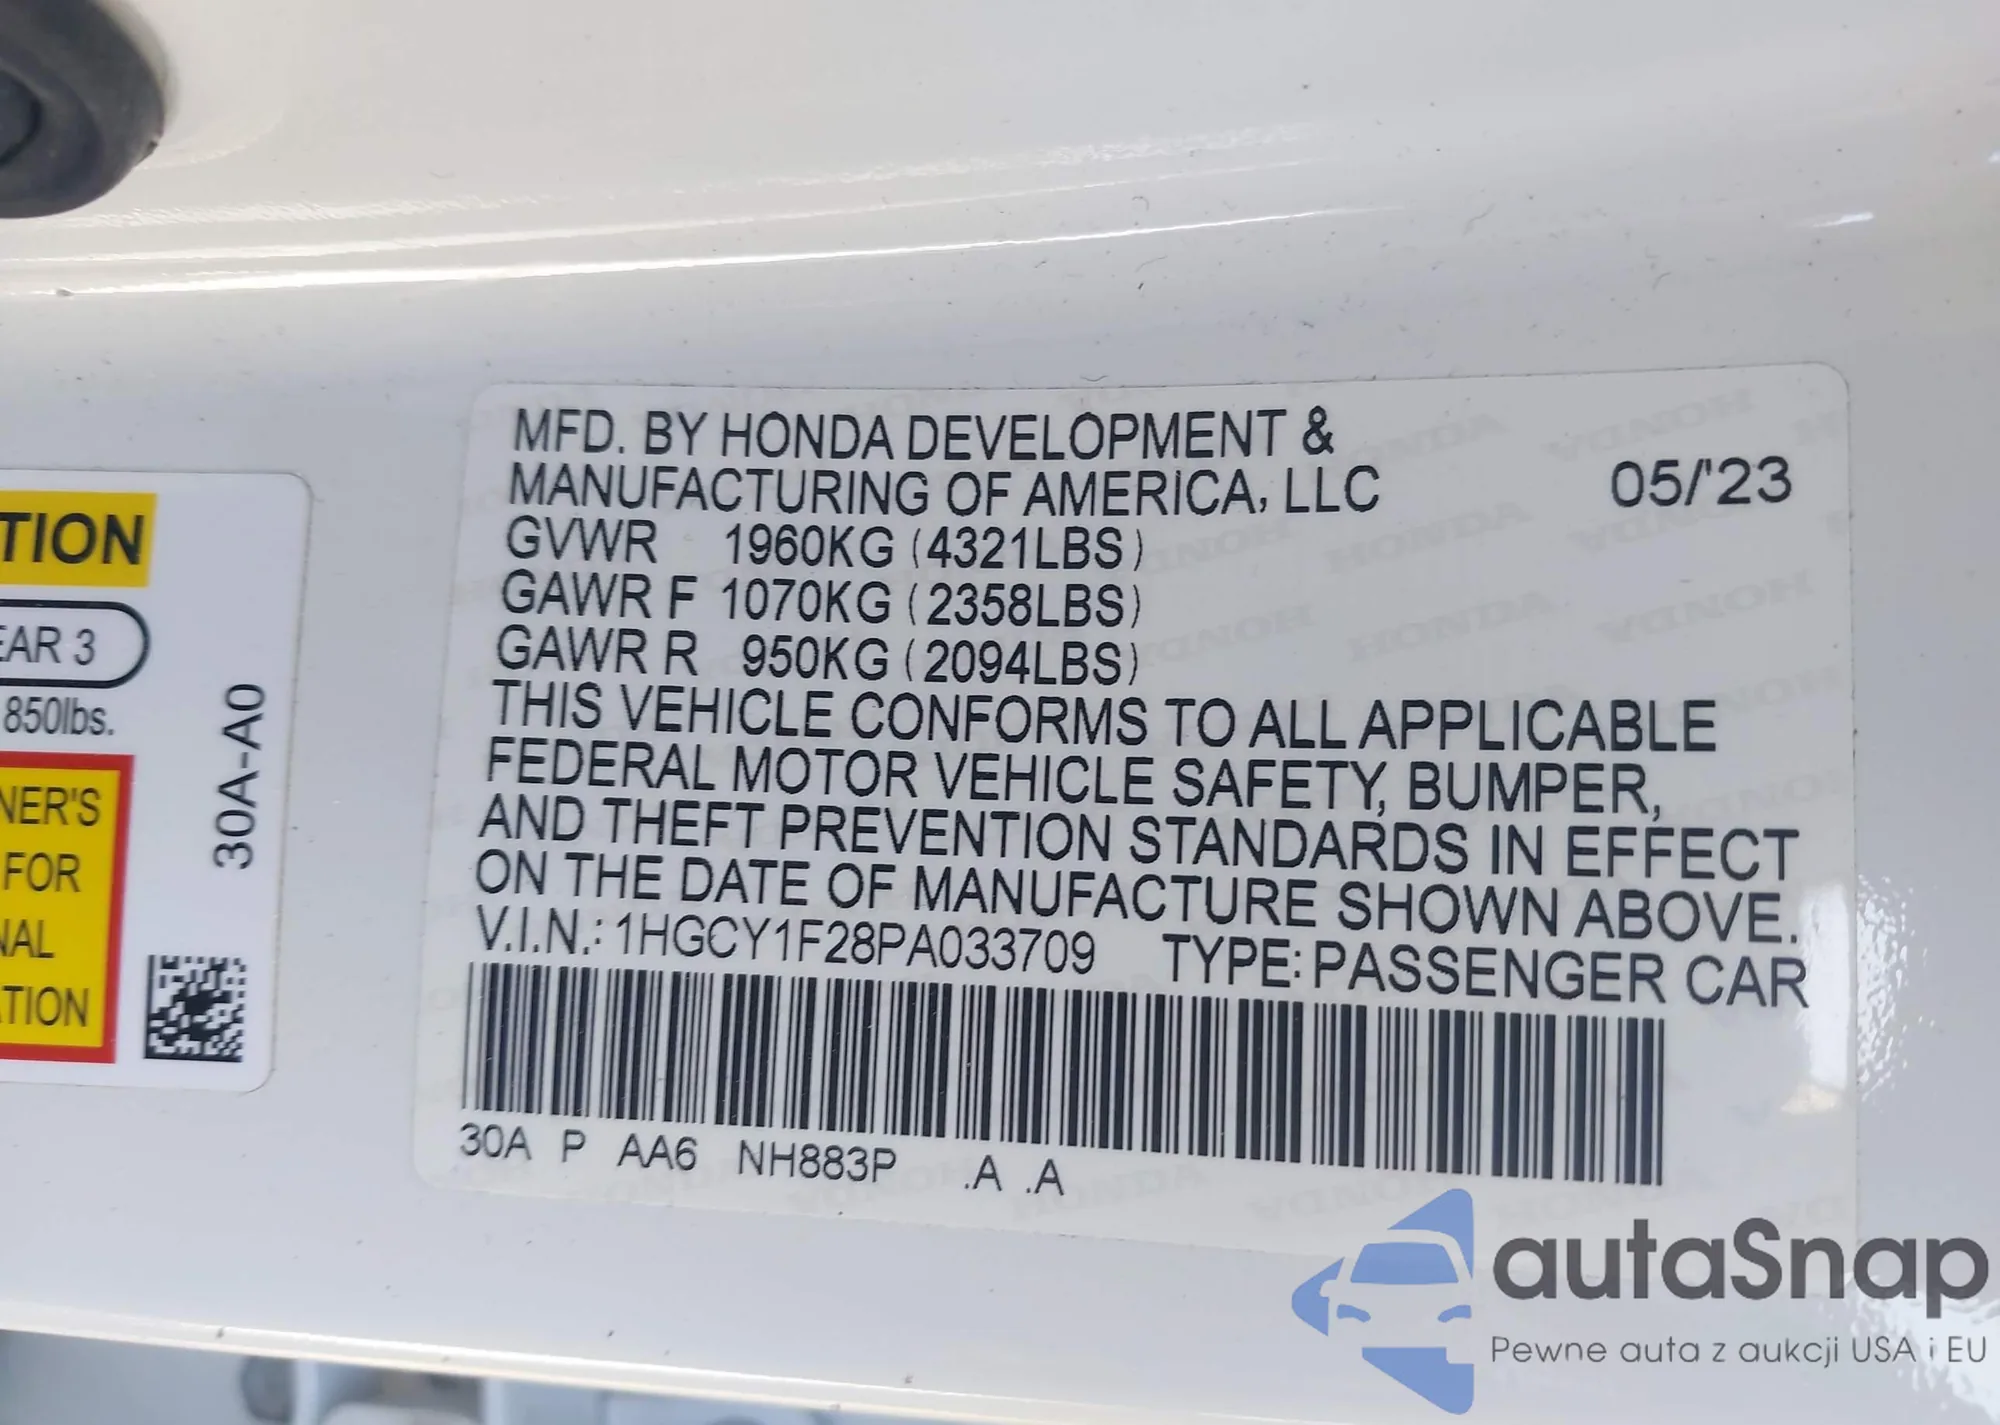 MFD. BY HONDA DEVELOPMENT &
MANUFACTURING OF AMERICA, LLC 05/'23
GVWR 1960KG (4321LBS)
GAWR F 1070KG (2358LBS)
GAWR R 950KG (2094LBS)
THIS VEHICLE CONFORMS TO ALL APPLICABLE
FEDERAL MOTOR VEHICLE SAFETY, BUMPER,
AND THEFT PREVENTION STANDARDS IN EFFECT
ON THE DATE OF MANUFACTURE SHOWN ABOVE.
V.I.N.: 1HGCY1F28PA033709 TYPE: PASSENGER CAR
30A P AA6 NH883P .A .A
TION
EAR 3
850lbs.
NER'S
FOR
NAL
ATION
30A-A0
autaSnap
Pewne auta z aukcji USA i EU